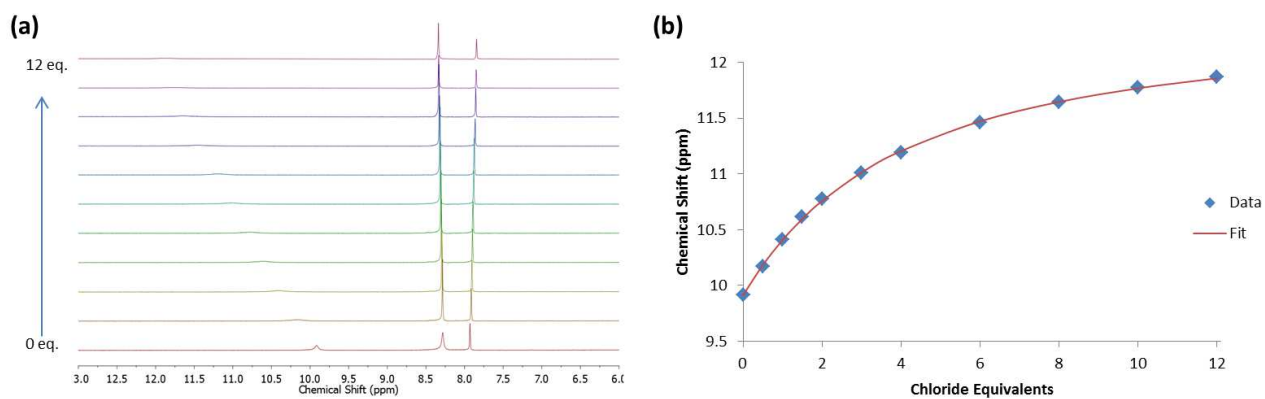 (a)
12 eq.
0 eq.
3.0 12.5 12.0 11.5 11.0 10.5 10.0 9.5 9.0 8.5 8.0 7.5 7.0 6.5 6.0
Chemical Shift (ppm)
(b)
Chemical Shift (ppm)
12
11.5
11
10.5
10
9.5
0 2 4 6 8 10 12
Chloride Equivalents
Data
Fit